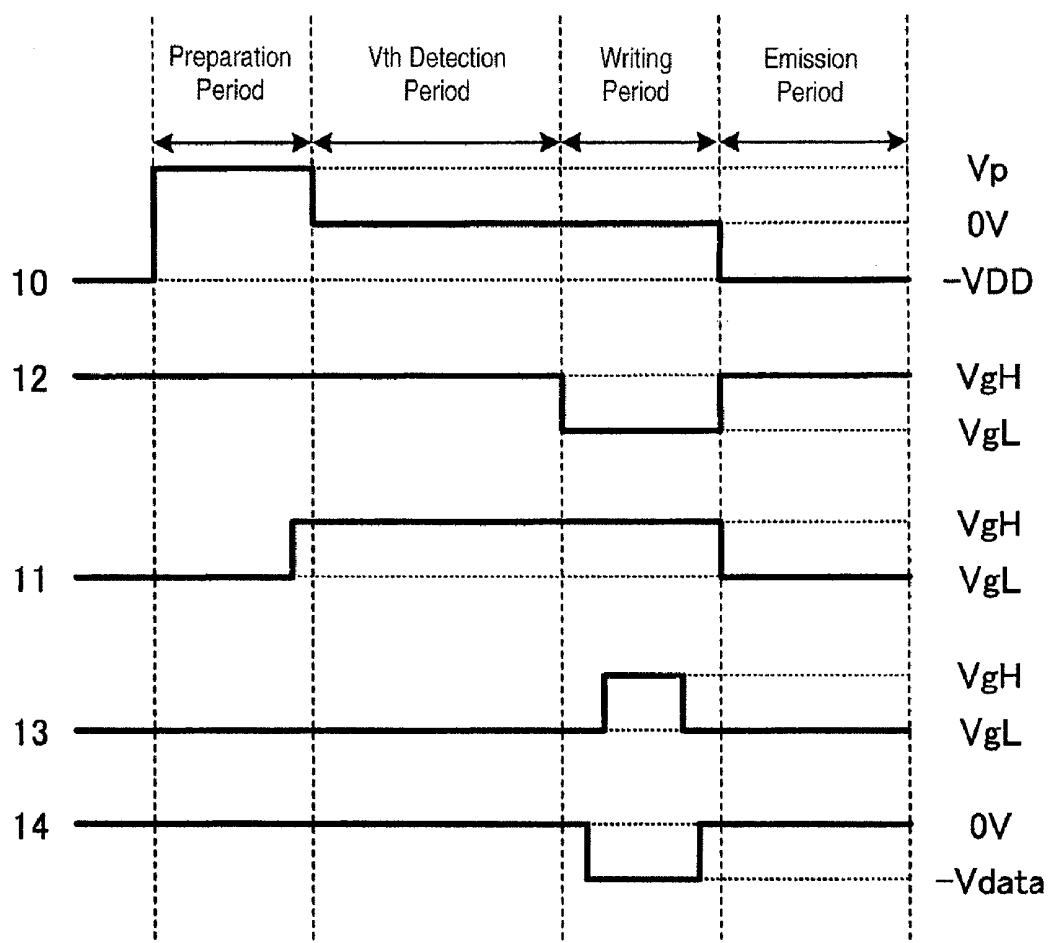 Preparation Period
Vth Detection Period
Writing Period
Emission Period
Vp
0V
10
-VDD
12
VgH
VgL
VgH
11
VgL
VgH
13
VgL
14
0V
-Vdata